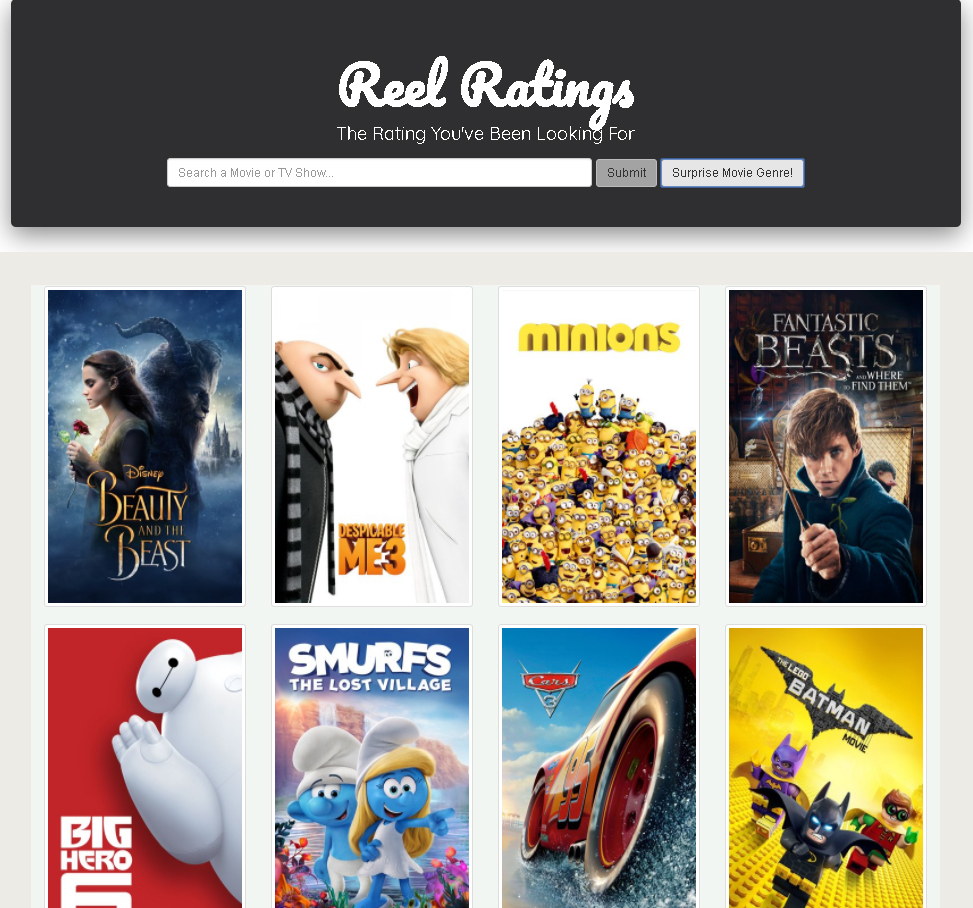 Reel Ratings
The Rating You've Been Looking For
Search a Movie or TV Show...
Submit
Surprise Movie Genre!
DISNEY
BEAUTY
AND THE
BEAST
DESPICABLE
ME3
MINIONS
FANTASTIC
BEASTS
AND WHERE
TO FIND THEM
BIG
HERO
6
SMURFS
THE LOST VILLAGE
Cars
3
95
THE LEGO
BATMAN
MOVIE